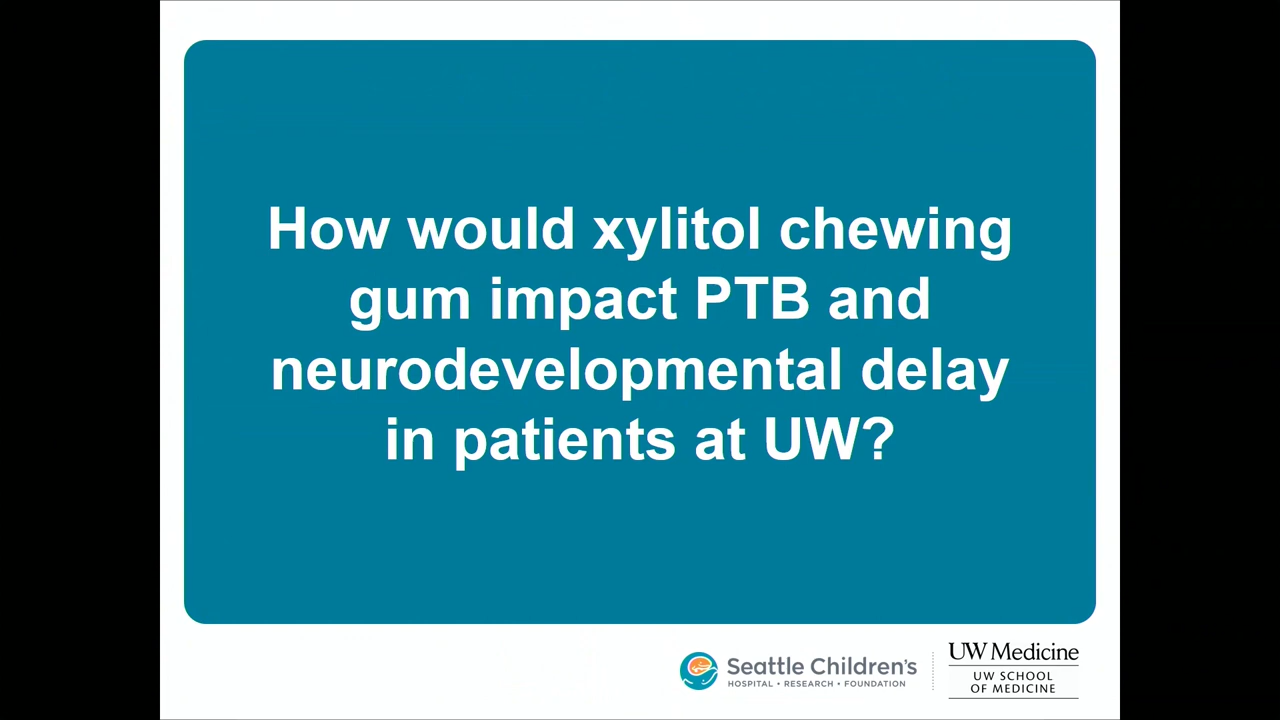 How would xylitol chewing
gum impact PTB and
neurodevelopmental delay
in patients at UW?
Seattle Children's
HOSPITAL • RESEARCH • FOUNDATION
UW Medicine
UW SCHOOL
OF MEDICINE